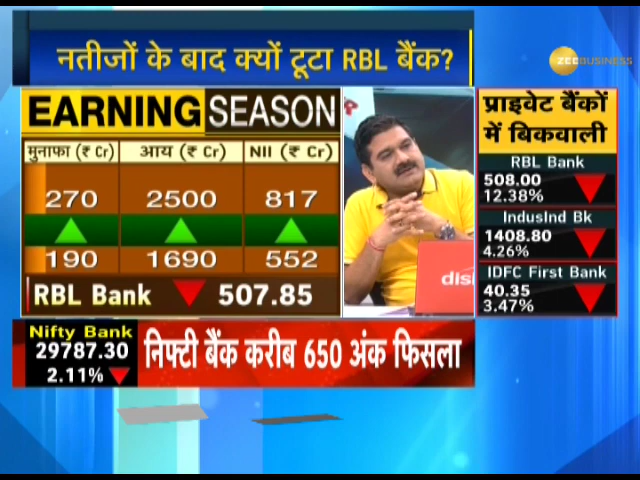 नतीजों के बाद क्यों टूटा RBL बैंक?
ZEE BUSINESS
EARNING SEASON
मुनाफा (₹ Cr) आय (₹ Cr) NII (₹ Cr)
270 2500 817
190 1690 552
RBL Bank 507.85
प्राइवेट बैंकों
में बिकवाली
RBL Bank
508.00
12.38%
IndusInd Bk
1408.80
4.26%
IDFC First Bank
40.35
3.47%
Nifty Bank
29787.30
2.11%
निफ्टी बैंक करीब 650 अंक फिसला